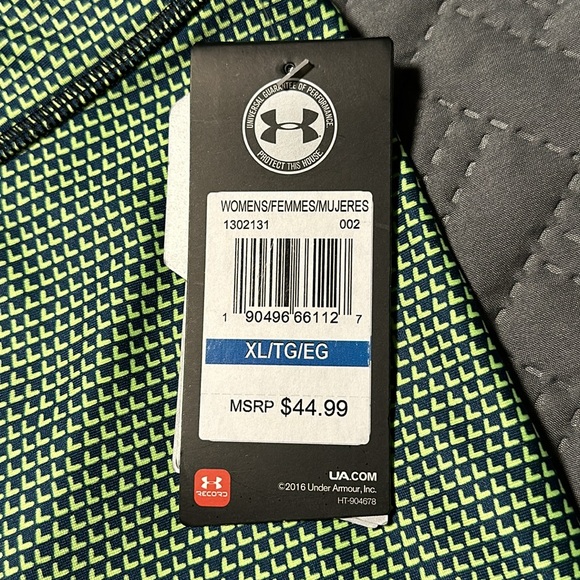 UNIVERSAL GUARANTEE OF PERFORMANCE
PROTECT THIS HOUSE
WOMENS/FEMMES/MUJERES
1302131 002
1 90496 66112 7
XL/TG/EG
MSRP $44.99
RECORD
UA.COM
©2016 Under Armour, Inc.
HT-904678